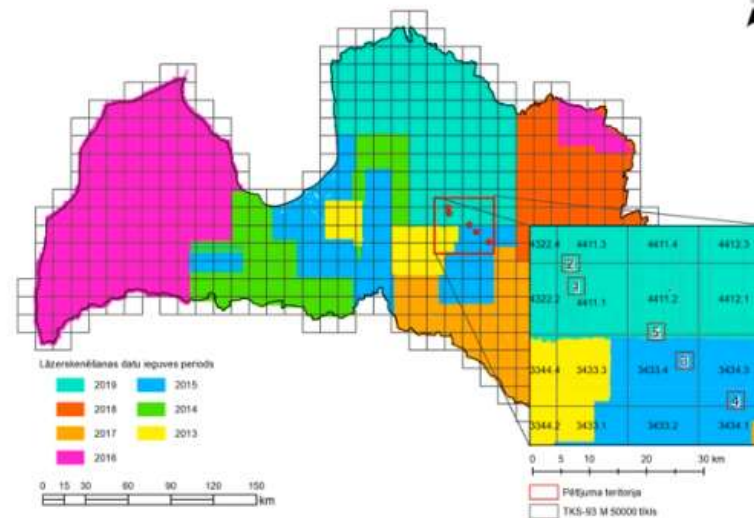 4322.4 4411.3 4411.4 4412.3
2
1
4322.2 4411.1 4411.2 4412.1
5
3
3344.4 3433.3 3433.4 3434.3
4
3344.2 3433.1 3433.2 3434.1
Lāzerskenēšanas datu ieguves periods
2019 2015
2018 2014
2017 2013
2016
0 15 30 60 90 120 150
km
0 5 10 20 30 km
Pētījuma teritorija
TKS-93 M 50000 tīkls